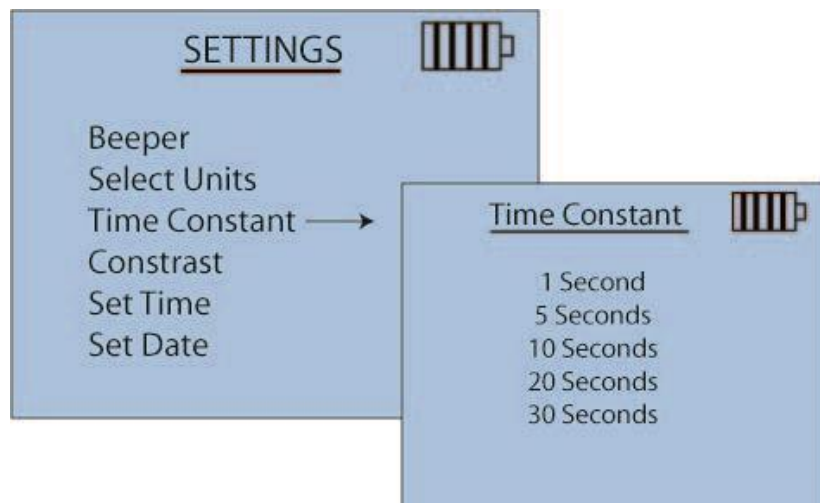 SETTINGS
Beeper
Select Units
Time Constant
Constrast
Set Time
Set Date
Time Constant
1 Second
5 Seconds
10 Seconds
20 Seconds
30 Seconds